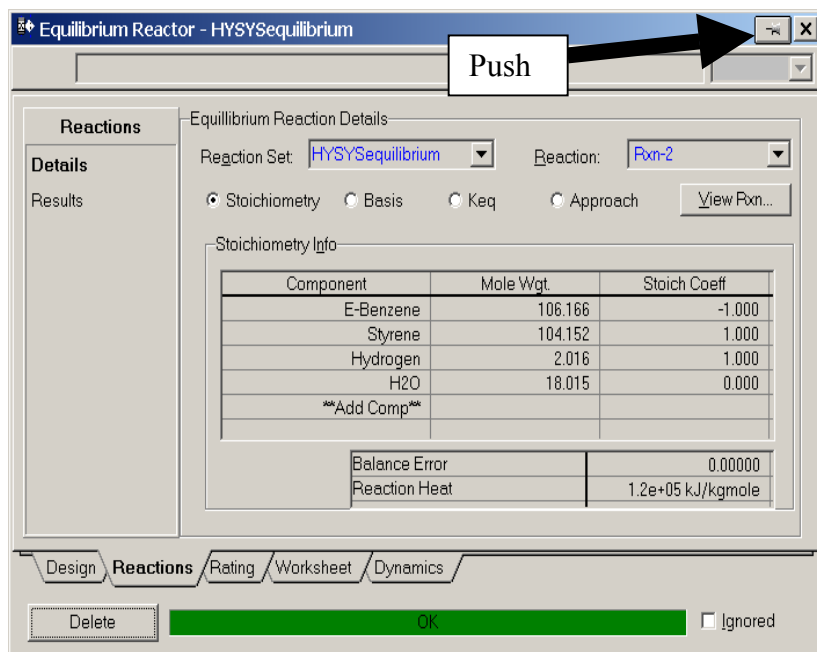 Equilibrium Reactor - HYSYSequilibrium
Push
Reactions
Details
Results
Equillibrium Reaction Details
Reaction Set: HYSYSequilibrium Reaction: Rxn-2
Stoichiometry Basis Keq Approach View Rxn...
Stoichiometry Info
Component Mole Wgt. Stoich Coeff
E-Benzene 106.166 -1.000
Styrene 104.152 1.000
Hydrogen 2.016 1.000
H2O 18.015 0.000
**Add Comp**
Balance Error 0.00000
Reaction Heat 1.2e+05 kJ/kgmole
Design Reactions Rating Worksheet Dynamics
Delete OK Ignored